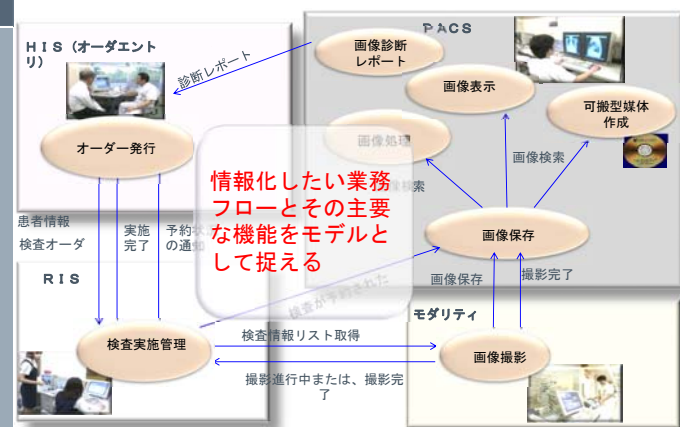 HIS (オーダエント
リ)
診断レポート
オーダー発行
PACS
画像診断
レポート
画像表示
可搬型媒体
作成
画像処理
画像検索
情報化したい業務
フローとその主要
な機能をモデルと
して捉える
検索
患者情報
検査オーダ
実施
完了
予約状
の通知
画像保存
画像保存
撮影完了
検査が予約された
RIS
検査実施管理
検査情報リスト取得
撮影進行中または、撮影完
了
モダリティ
画像撮影